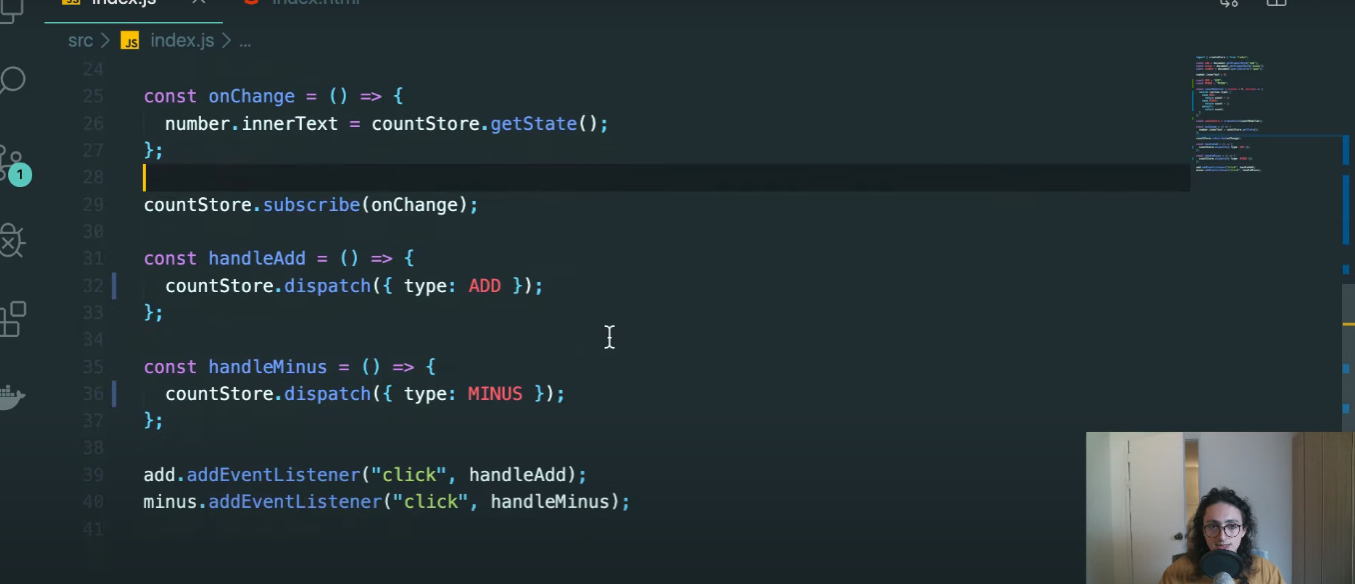 index.js
index.html
src > JS index.js > ...
24
25 const onChange = () => {
26 number.innerText = countStore.getState();
27 };
28
29 countStore.subscribe(onChange);
30
31 const handleAdd = () => {
32 countStore.dispatch({ type: ADD });
33 };
34
35 const handleMinus = () => {
36 countStore.dispatch({ type: MINUS });
37 };
38
39 add.addEventListener("click", handleAdd);
40 minus.addEventListener("click", handleMinus);
41
1